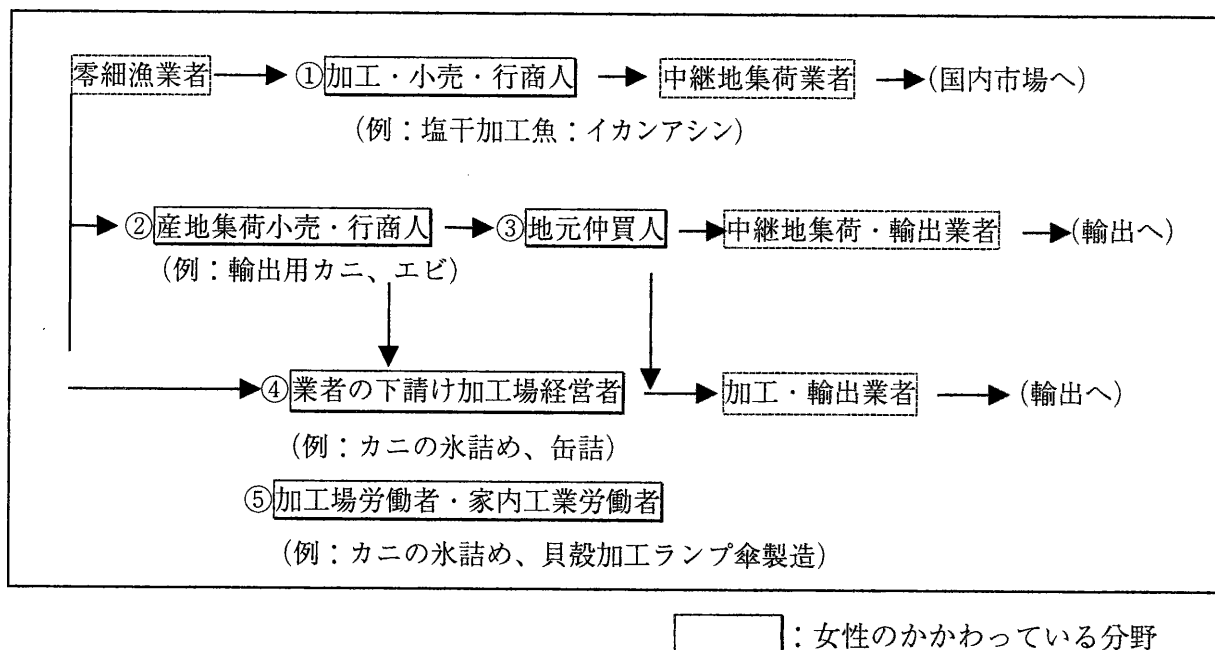 零細漁業者 → ①加工・小売・行商人 → 中継地集荷業者 → (国内市場へ)
(例：塩干加工魚：イカンアシン)
②産地集荷小売・行商人 → ③地元仲買人 → 中継地集荷・輸出業者 → (輸出へ)
(例：輸出用カニ、エビ)
④業者の下請け加工場経営者 → 加工・輸出業者 → (輸出へ)
(例：カニの氷詰め、缶詰)
⑤加工場労働者・家内工業労働者
(例：カニの氷詰め、貝殻加工ランプ傘製造)
：女性のかかわっている分野